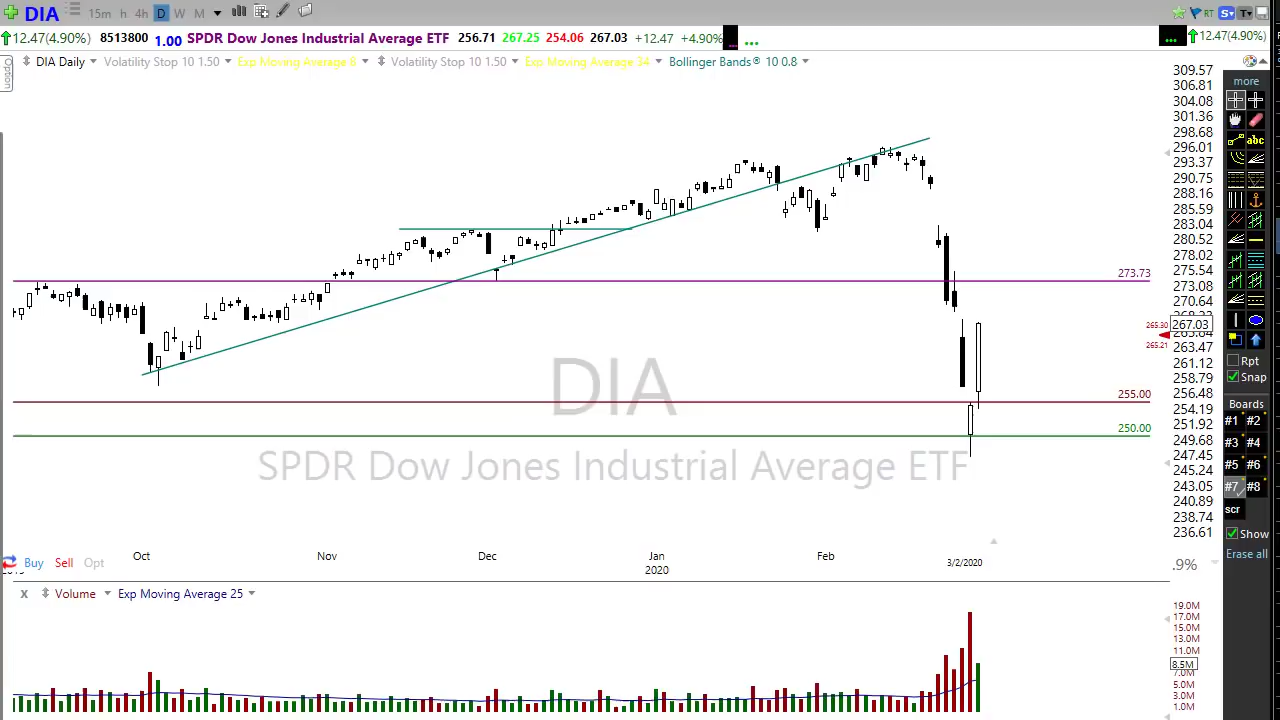 DIA 15m h 4h D W M RT S T
12.47(4.90%) 8513800 1.00 SPDR Dow Jones Industrial Average ETF 256.71 267.25 254.06 267.03 +12.47 +4.90% ... ... 12.47(4.90%)
Option
DIA Daily Volatility Stop 10 1.50 Exp Moving Average 8 Volatility Stop 10 1.50 Exp Moving Average 34 Bollinger Bands® 10 0.8
309.57
306.81
304.08
301.36
298.68
296.01
293.37
290.75
288.16
285.59
283.04
280.52
278.02
275.54
273.08
270.64
267.03
263.47
261.12
258.79
256.48
254.19
251.92
249.68
247.45
245.24
243.05
240.89
238.74
236.61
273.73
265.30
265.21
255.00
250.00
DIA
SPDR Dow Jones Industrial Average ETF
more
abc
Rpt
Snap
Boards
#1 #2
#3 #4
#5 #6
#7 #8
scr
Show
Erase all
Oct Nov Dec Jan Feb
2020 3/2/2020
Buy Sell Opt .9%
X Volume Exp Moving Average 25
19.0M
17.0M
15.0M
13.0M
11.0M
8.5M
7.0M
5.0M
3.0M
1.0M